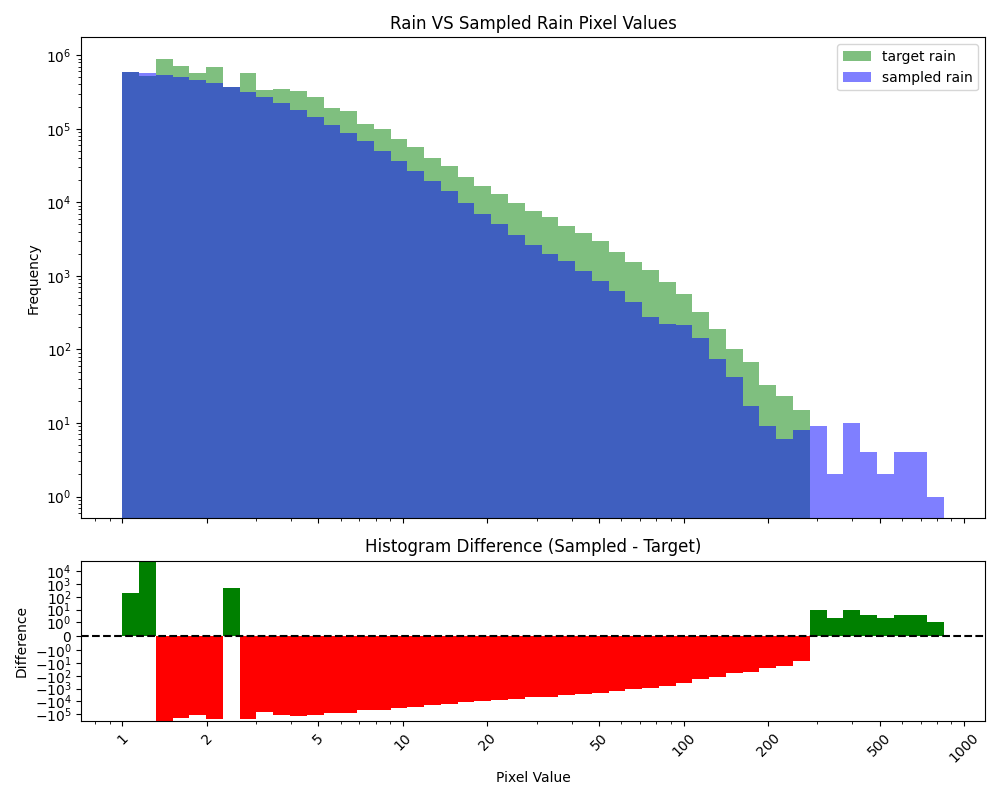 Rain VS Sampled Rain Pixel Values
target rain
sampled rain
Frequency
10^6
10^5
10^4
10^3
10^2
10^1
10^0
Histogram Difference (Sampled - Target)
Difference
10^4
10^3
10^2
10^1
10^0
0
−10^0
−10^1
−10^2
−10^3
−10^4
−10^5
1 2 5 10 20 50 100 200 500 1000
Pixel Value